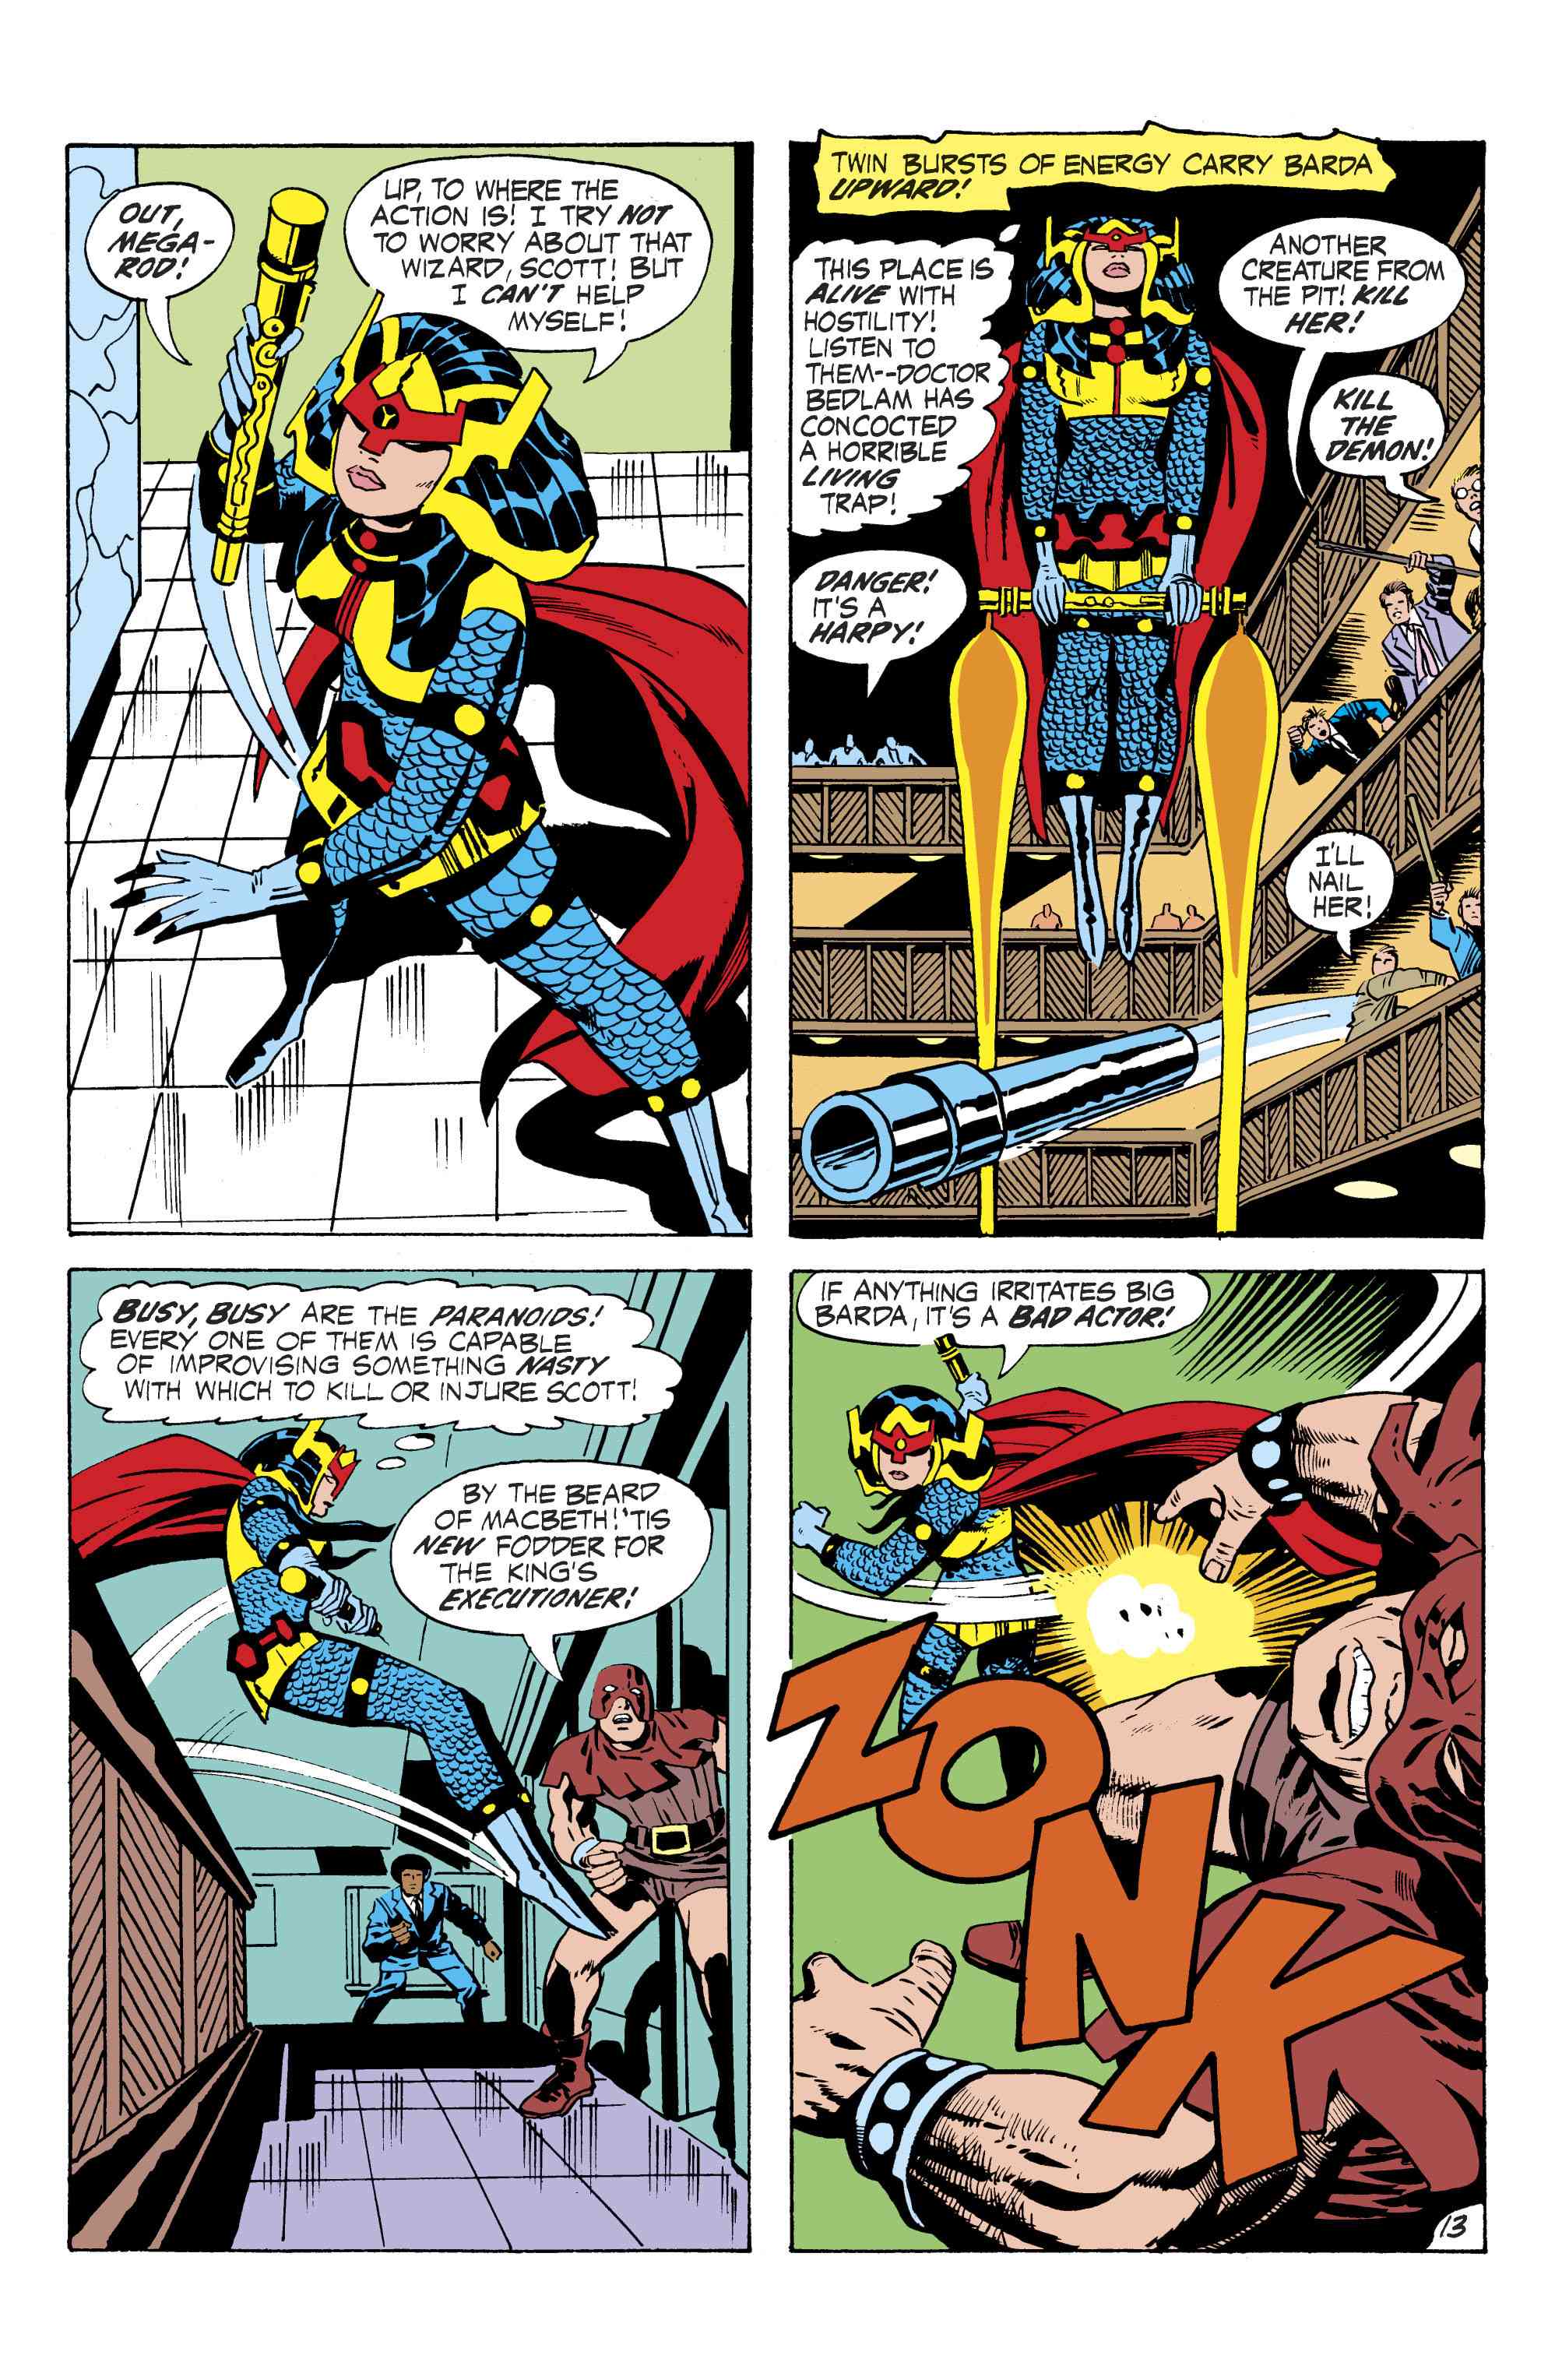 OUT,
MEGA-
ROD!
UP, TO WHERE THE
ACTION IS! I TRY NOT
TO WORRY ABOUT THAT
WIZARD, SCOTT! BUT
I CAN'T HELP
MYSELF!
TWIN BURSTS OF ENERGY CARRY BARDA
UPWARD!
THIS PLACE IS
ALIVE WITH
HOSTILITY!
LISTEN TO
THEM--DOCTOR
BEDLAM HAS
CONCOCTED
A HORRIBLE
LIVING
TRAP!
ANOTHER
CREATURE FROM
THE PIT! KILL
HER!
KILL
THE
DEMON!
DANGER!
IT'S A
HARPY!
I'LL
NAIL
HER!
BUSY, BUSY ARE THE PARANOIDS!
EVERY ONE OF THEM IS CAPABLE
OF IMPROVISING SOMETHING NASTY
WITH WHICH TO KILL OR INJURE SCOTT!
BY THE BEARD
OF MACBETH! 'TIS
NEW FODDER FOR
THE KING'S
EXECUTIONER!
IF ANYTHING IRRITATES BIG
BARDA, IT'S A BAD ACTOR!
ZONK
13